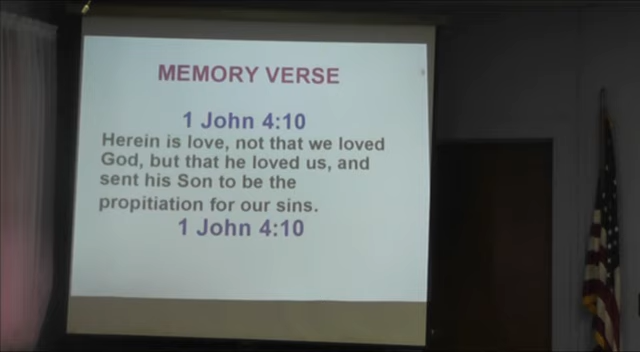 MEMORY VERSE
1 John 4:10
Herein is love, not that we loved
God, but that he loved us, and
sent his Son to be the
propitiation for our sins.
1 John 4:10